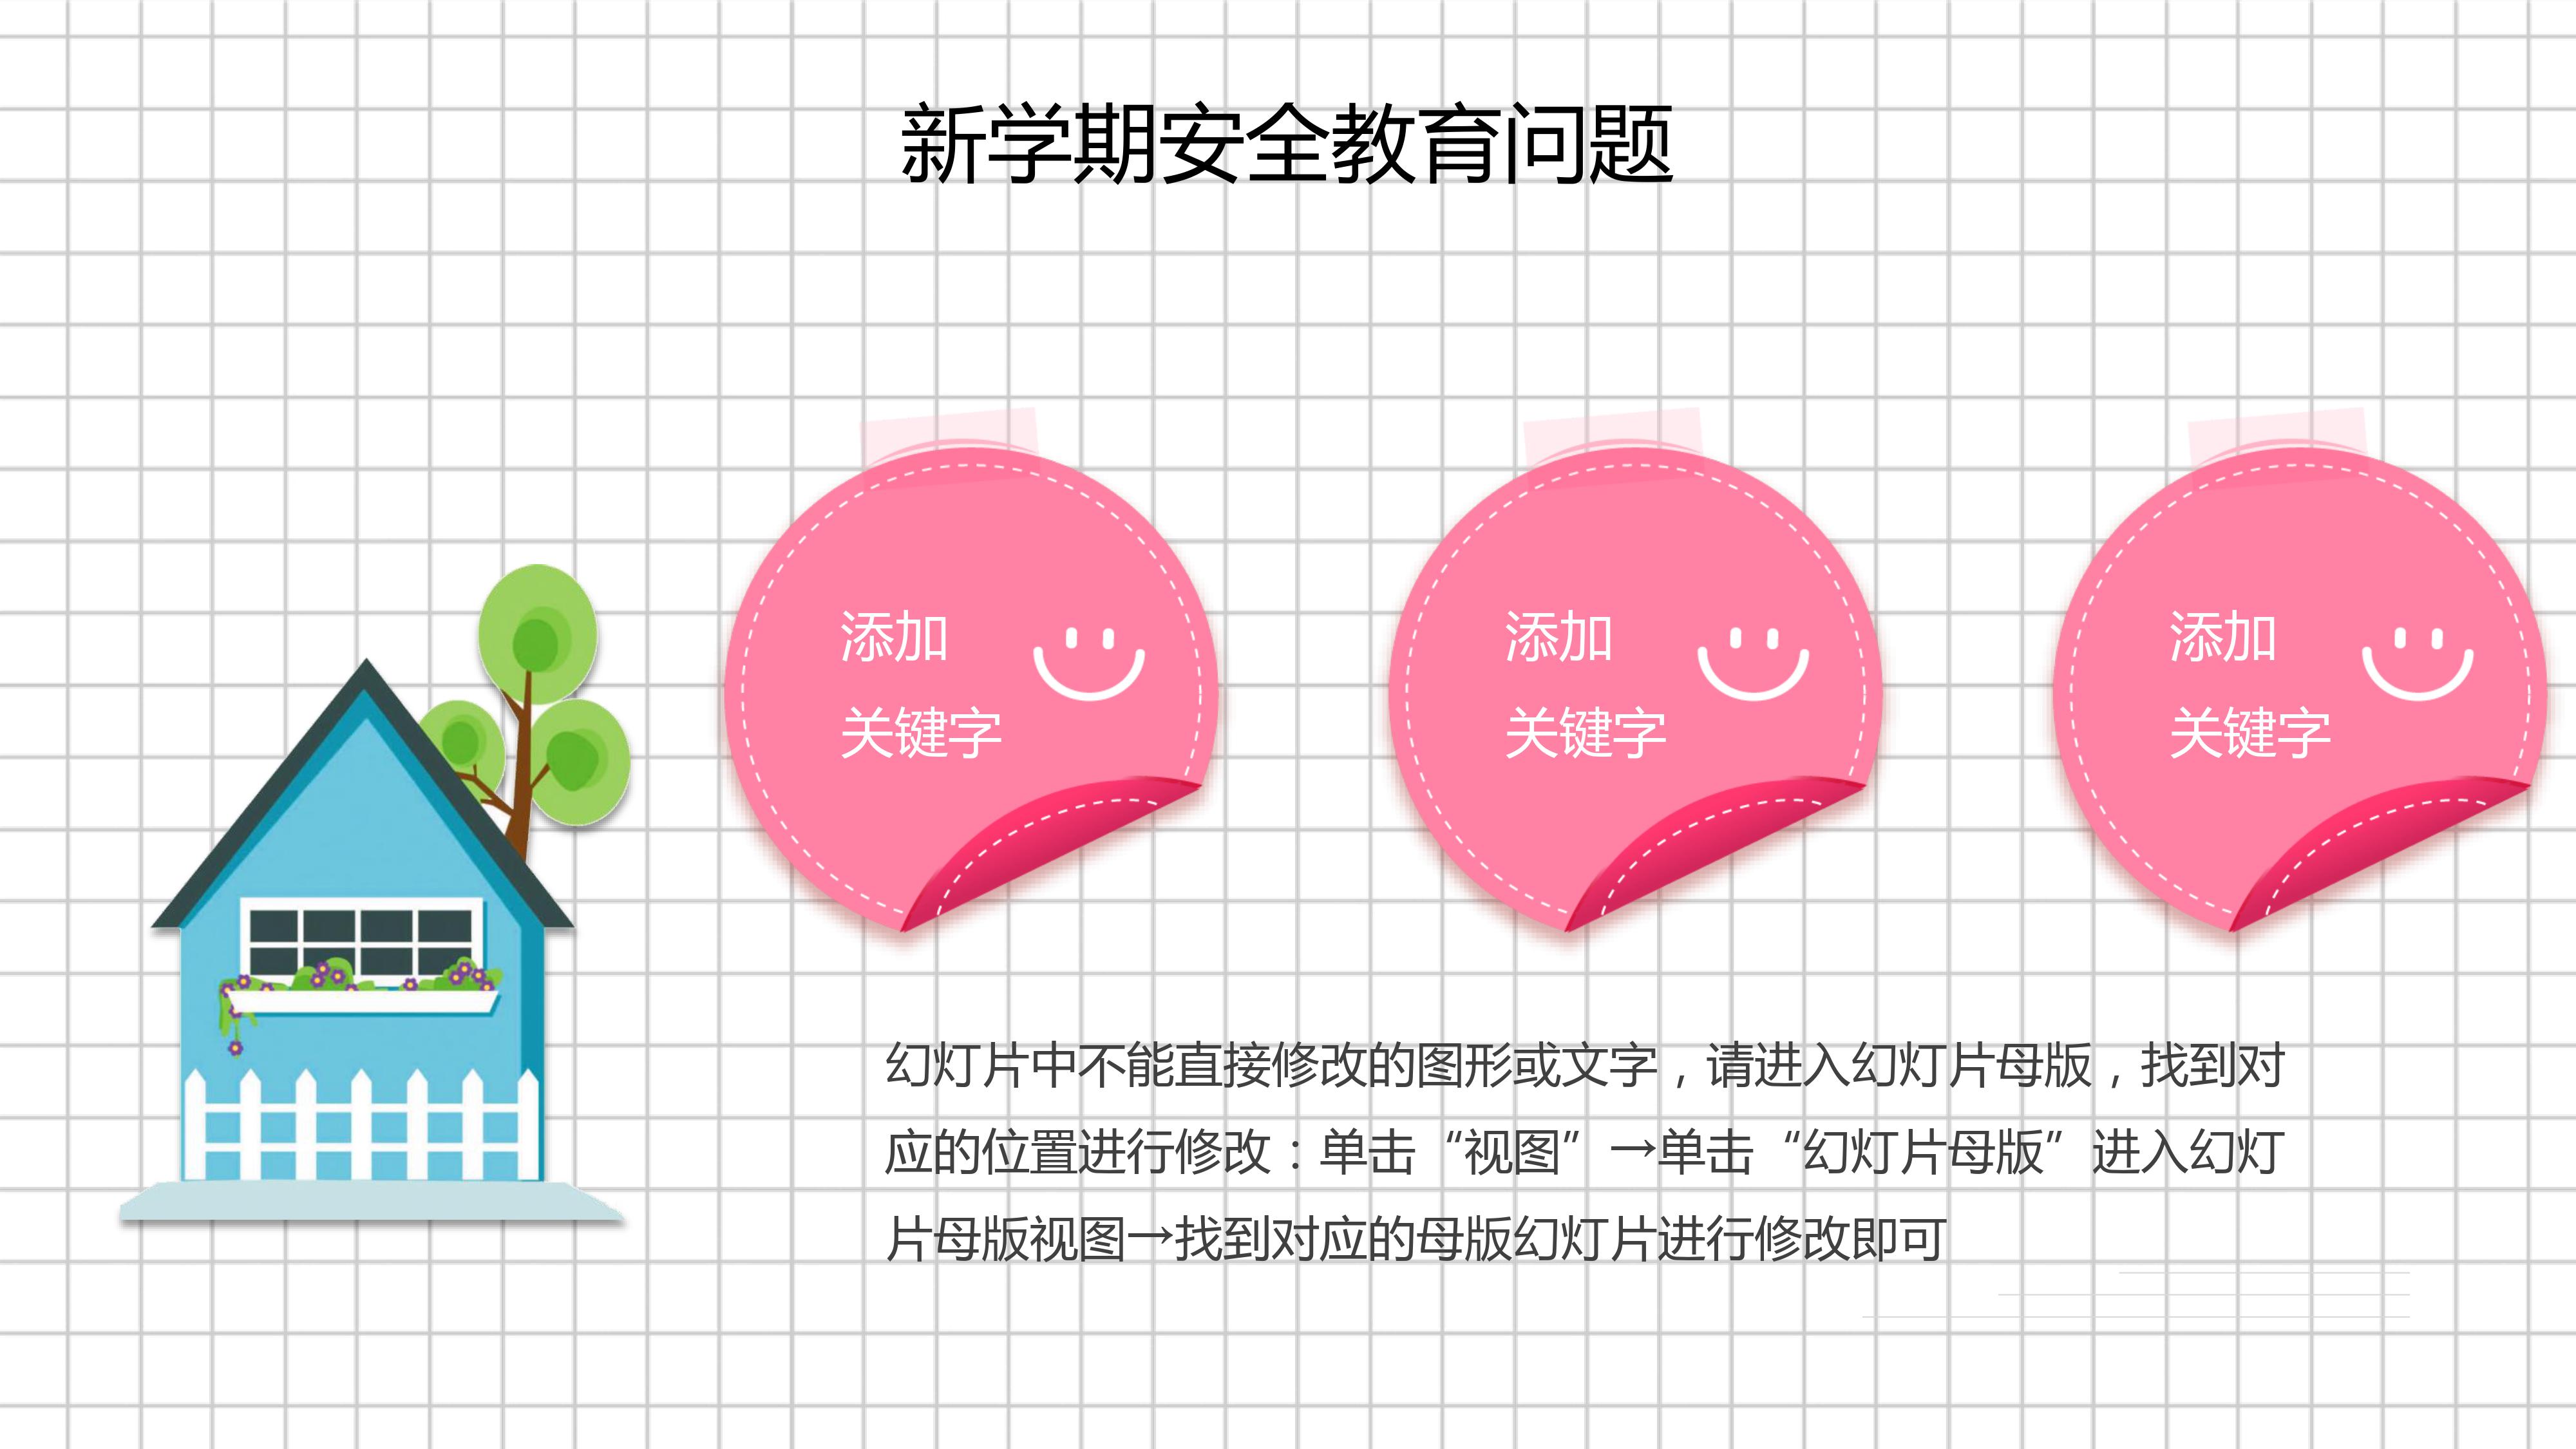 新学期安全教育问题
添加
关键字
添加
关键字
添加
关键字
幻灯片中不能直接修改的图形或文字，请进入幻灯片母版，找到对
应的位置进行修改：单击“视图”→单击“幻灯片母版”进入幻灯
片母版视图→找到对应的母版幻灯片进行修改即可